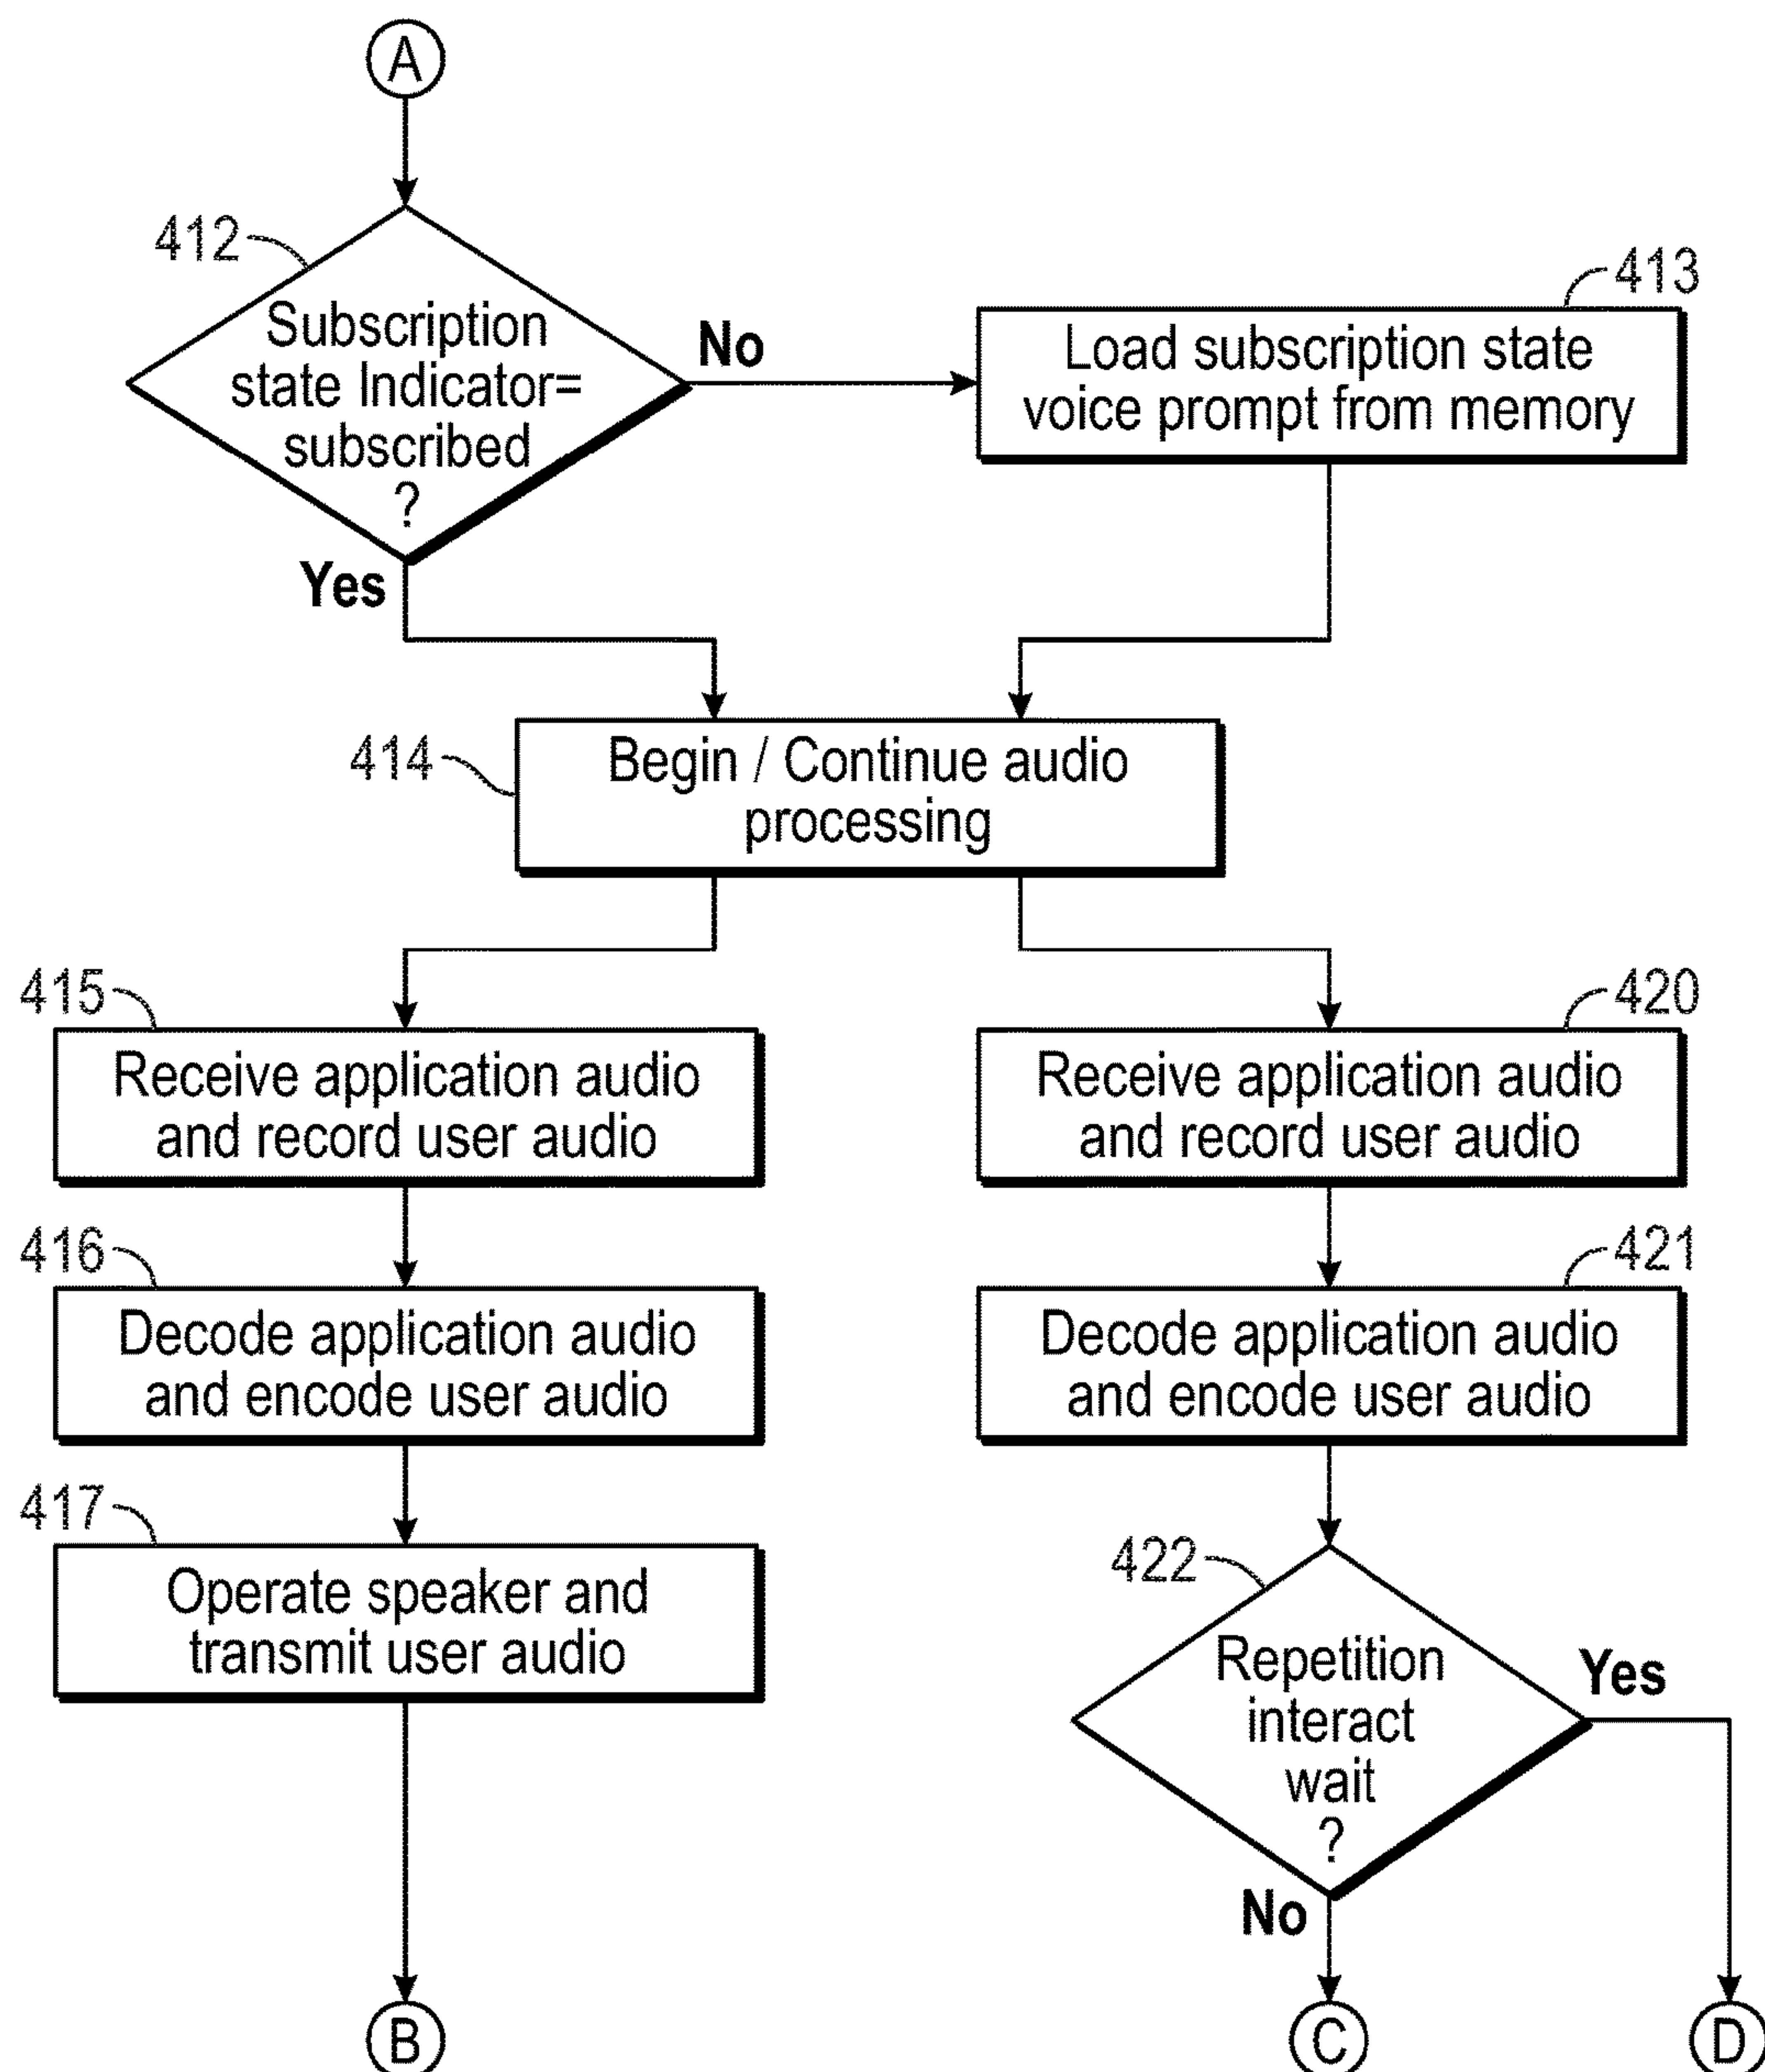 A
412
Subscription
state Indicator=
subscribed
?
No
Yes
413
Load subscription state
voice prompt from memory
414
Begin / Continue audio
processing
415
Receive application audio
and record user audio
420
Receive application audio
and record user audio
416
Decode application audio
and encode user audio
421
Decode application audio
and encode user audio
417
Operate speaker and
transmit user audio
422
Repetition
interact
wait
?
Yes
No
B
C
D